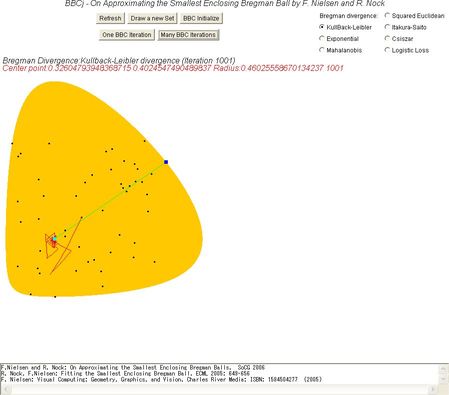 BBCj - On Approximating the Smallest Enclosing Bregman Ball by F. Nielsen and R. Nock
Refresh Draw a new Set BBC Initialize
One BBC Iteration Many BBC Iterations
Bregman divergence: Squared Euclidean
KullBack-Leibler Itakura-Saito
Exponential Csiszar
Mahalanobis Logistic Loss
Bregman Divergence:Kullback-Leibler divergence (Iteration 1001)
Center point:0.32604793948368715 0.4024547490489837 Radius:0.46025558670134237 1001
F.Nielsen and R. Nock: On Approximating the Smallest Enclosing Bregman Balls, SoCG 2006
R. Nock, F.Nielsen: Fitting the Smallest Enclosing Bregman Ball, ECML 2005: 649-656
F. Nielsen: Visual Computing: Geometry, Graphics, and Vision, Charles River Media; ISBN: 1584504277 (2005)